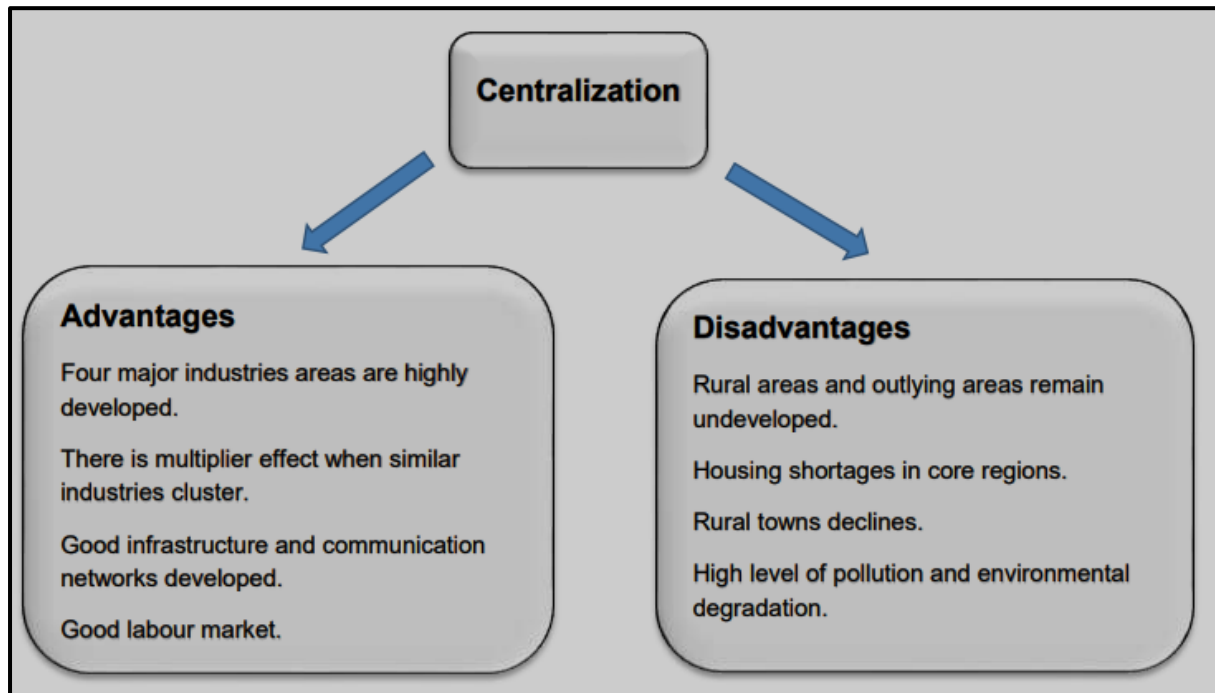 Centralization
Advantages
Four major industries areas are highly
developed.
There is multiplier effect when similar
industries cluster.
Good infrastructure and communication
networks developed.
Good labour market.
Disadvantages
Rural areas and outlying areas remain
undeveloped.
Housing shortages in core regions.
Rural towns declines.
High level of pollution and environmental
degradation.